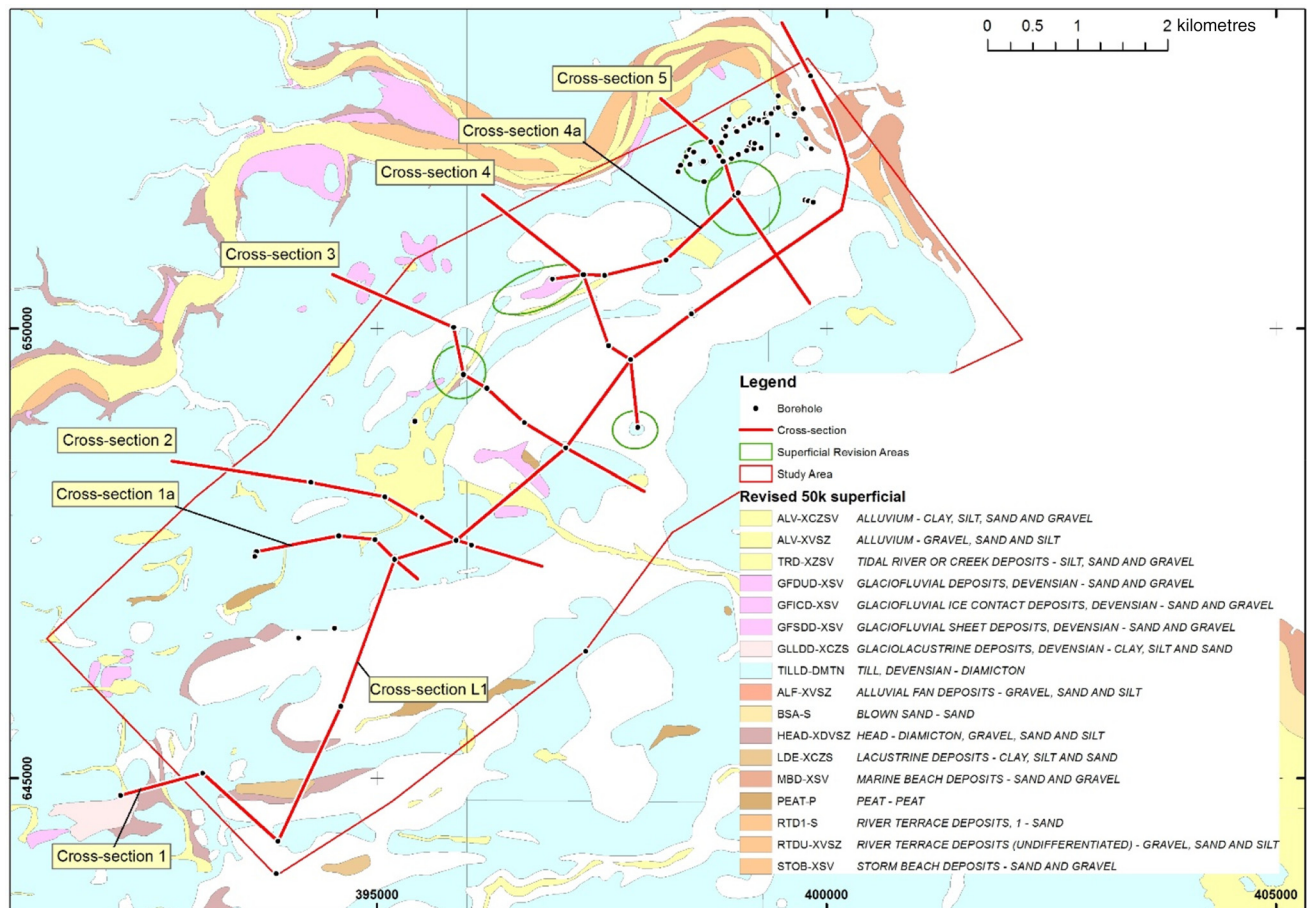 0 0.5 1 2 kilometres
Cross-section 5
Cross-section 4a
Cross-section 4
Cross-section 3
650000
Cross-section 2
Cross-section 1a
Cross-section L1
645000
Cross-section 1
395000
400000
405000
Legend
Borehole
Cross-section
Superficial Revision Areas
Study Area
Revised 50k superficial
ALV-XCZSV ALLUVIUM - CLAY, SILT, SAND AND GRAVEL
ALV-XVSZ ALLUVIUM - GRAVEL, SAND AND SILT
TRD-XZSV TIDAL RIVER OR CREEK DEPOSITS - SILT, SAND AND GRAVEL
GFDUD-XSV GLACIOFLUVIAL DEPOSITS, DEVENSIAN - SAND AND GRAVEL
GFICD-XSV GLACIOFLUVIAL ICE CONTACT DEPOSITS, DEVENSIAN - SAND AND GRAVEL
GFSDD-XSV GLACIOFLUVIAL SHEET DEPOSITS, DEVENSIAN - SAND AND GRAVEL
GLLDD-XCZS GLACIOLACUSTRINE DEPOSITS, DEVENSIAN - CLAY, SILT AND SAND
TILLD-DMTN TILL, DEVENSIAN - DIAMICTON
ALF-XVSZ ALLUVIAL FAN DEPOSITS - GRAVEL, SAND AND SILT
BSA-S BLOWN SAND - SAND
HEAD-XDVSZ HEAD - DIAMICTON, GRAVEL, SAND AND SILT
LDE-XCZS LACUSTRINE DEPOSITS - CLAY, SILT AND SAND
MBD-XSV MARINE BEACH DEPOSITS - SAND AND GRAVEL
PEAT-P PEAT - PEAT
RTD1-S RIVER TERRACE DEPOSITS, 1 - SAND
RTDU-XVSZ RIVER TERRACE DEPOSITS (UNDIFFERENTIATED) - GRAVEL, SAND AND SILT
STOB-XSV STORM BEACH DEPOSITS - SAND AND GRAVEL